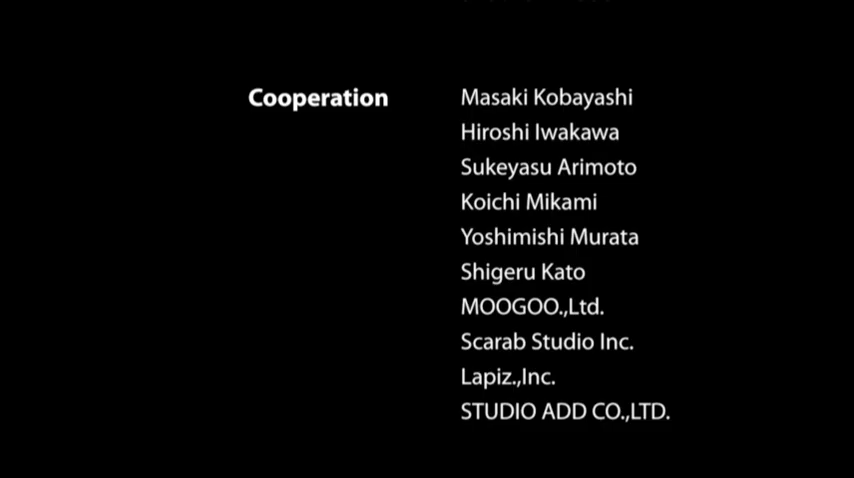 Cooperation Masaki Kobayashi
Hiroshi Iwakawa
Sukeyasu Arimoto
Koichi Mikami
Yoshimishi Murata
Shigeru Kato
MOOGOO.,Ltd.
Scarab Studio Inc.
Lapiz.,Inc.
STUDIO ADD CO.,LTD.